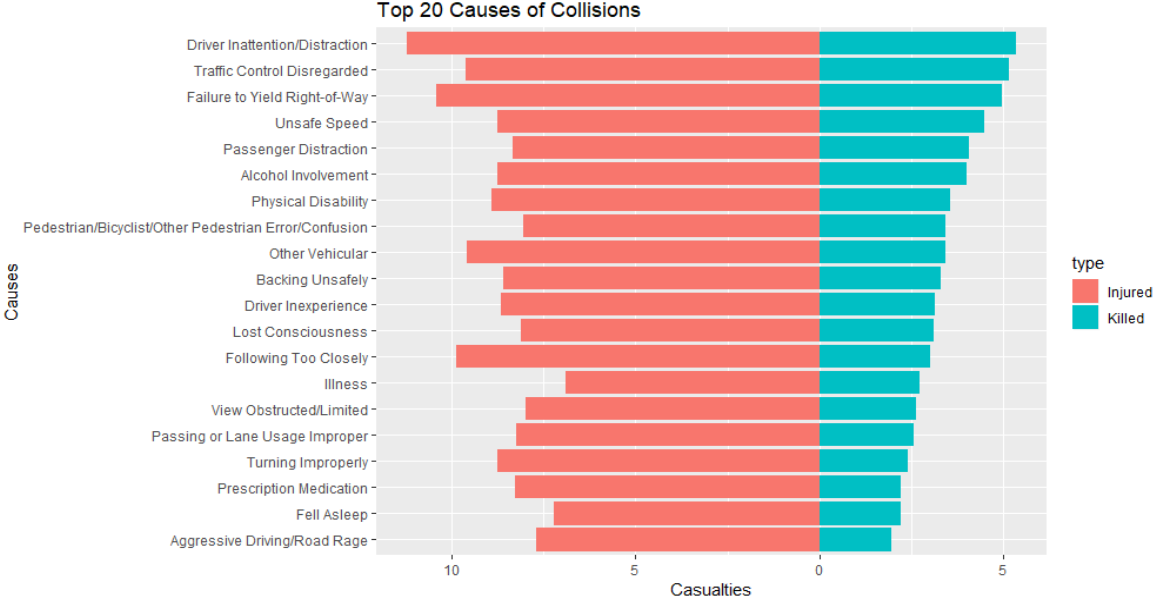 Top 20 Causes of Collisions
Causes
Driver Inattention/Distraction
Traffic Control Disregarded
Failure to Yield Right-of-Way
Unsafe Speed
Passenger Distraction
Alcohol Involvement
Physical Disability
Pedestrian/Bicyclist/Other Pedestrian Error/Confusion
Other Vehicular
Backing Unsafely
Driver Inexperience
Lost Consciousness
Following Too Closely
Illness
View Obstructed/Limited
Passing or Lane Usage Improper
Turning Improperly
Prescription Medication
Fell Asleep
Aggressive Driving/Road Rage
10 5 0 5
Casualties
type
Injured
Killed